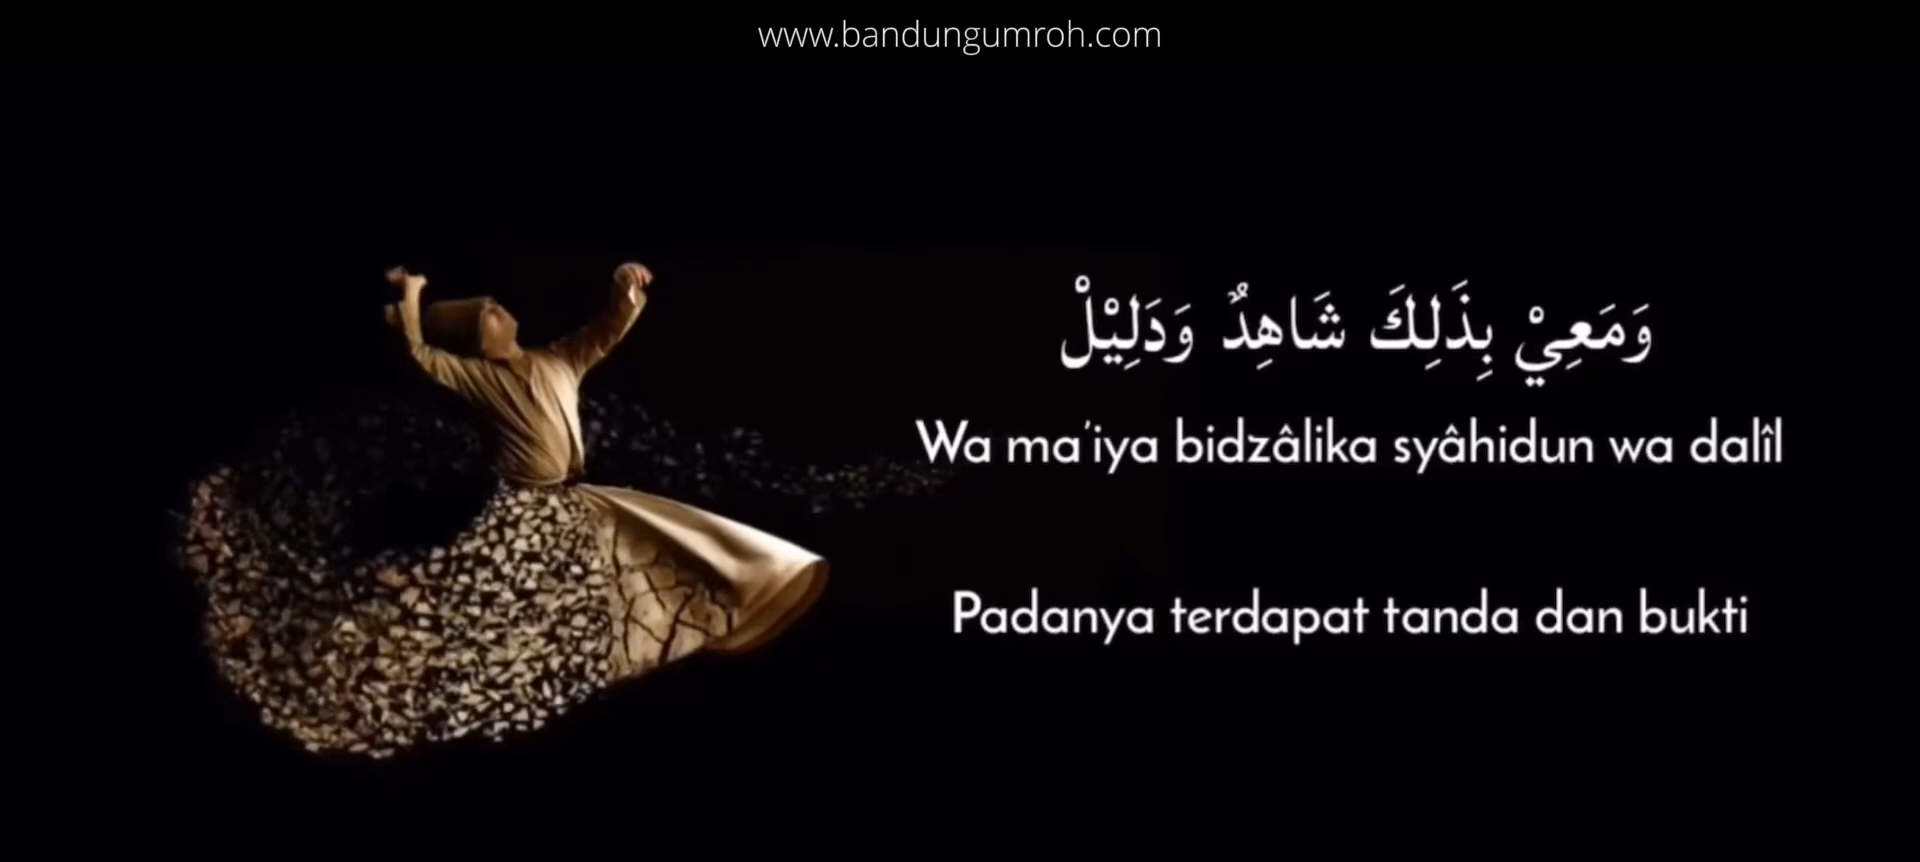 www.bandungumroh.com
وَمَعِيْ بِذَلِكَ شَاهِدٌ وَدَلِيْلْ
Wa ma'iya bidzâlika syâhidun wa dalîl
Padanya terdapat tanda dan bukti